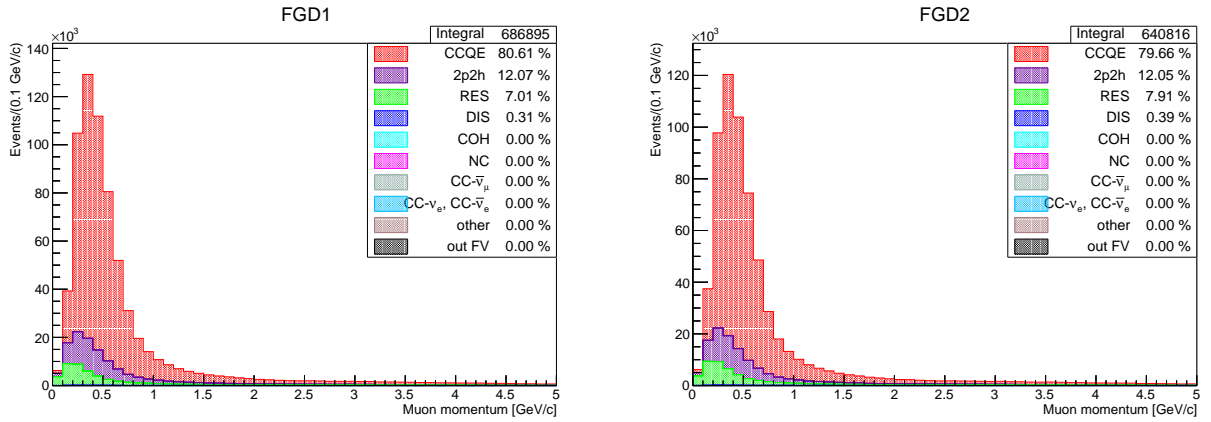 FGD1
×10³
Integral 686895
CCQE 80.61 %
2p2h 12.07 %
RES 7.01 %
DIS 0.31 %
COH 0.00 %
NC 0.00 %
CC-ν̅μ 0.00 %
CC-νe, CC-ν̅e 0.00 %
other 0.00 %
out FV 0.00 %
Events/(0.1 GeV/c)
140
120
100
80
60
40
20
0
0 0.5 1 1.5 2 2.5 3 3.5 4 4.5 5
Muon momentum [GeV/c]
FGD2
×10³
Integral 640816
CCQE 79.66 %
2p2h 12.05 %
RES 7.91 %
DIS 0.39 %
COH 0.00 %
NC 0.00 %
CC-ν̅μ 0.00 %
CC-νe, CC-ν̅e 0.00 %
other 0.00 %
out FV 0.00 %
Events/(0.1 GeV/c)
120
100
80
60
40
20
0
0 0.5 1 1.5 2 2.5 3 3.5 4 4.5 5
Muon momentum [GeV/c]